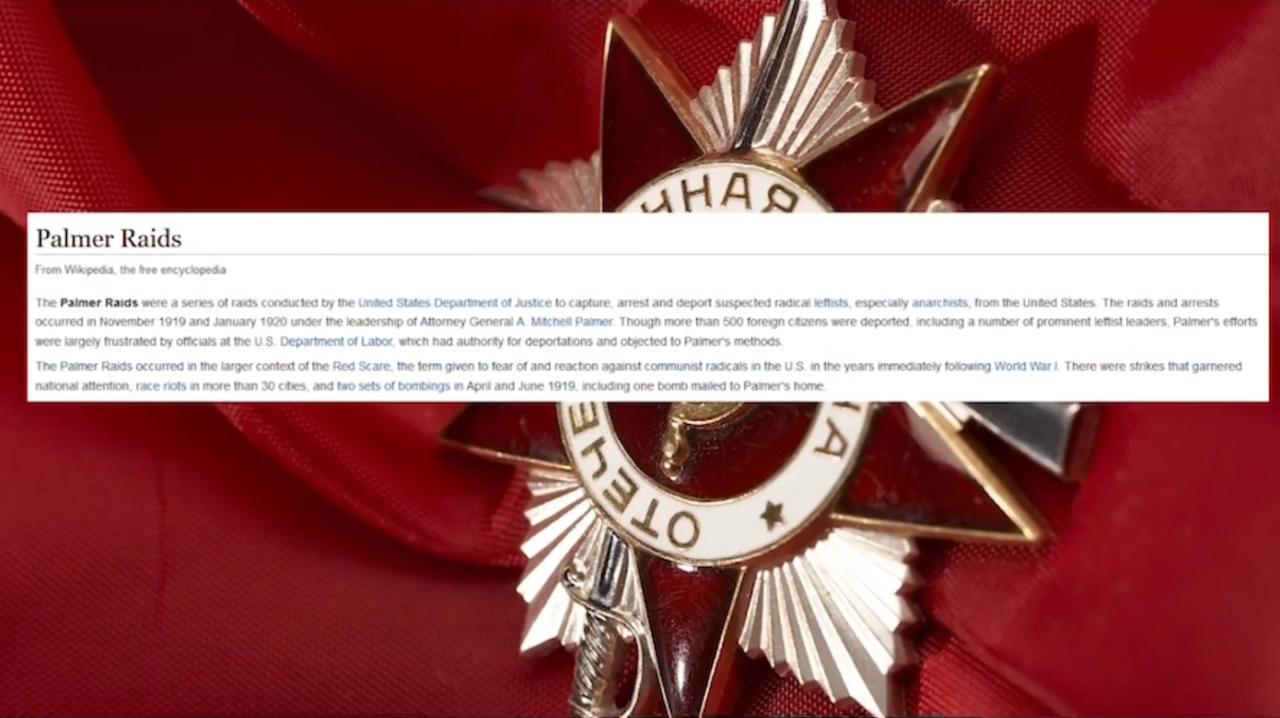 ННАЯ
Palmer Raids
From Wikipedia, the free encyclopedia
The Palmer Raids were a series of raids conducted by the United States Department of Justice to capture, arrest and deport suspected radical leftists, especially anarchists, from the United States. The raids and arrests
occurred in November 1919 and January 1920 under the leadership of Attorney General A. Mitchell Palmer. Though more than 500 foreign citizens were deported, including a number of prominent leftist leaders, Palmer's efforts
were largely frustrated by officials at the U.S. Department of Labor, which had authority for deportations and objected to Palmer's methods.
The Palmer Raids occurred in the larger context of the Red Scare, the term given to fear of and reaction against communist radicals in the U.S. in the years immediately following World War I. There were strikes that garnered
national attention, race riots in more than 30 cities, and two sets of bombings in April and June 1919, including one bomb mailed to Palmer's home.
ОТЕЧЕ
НА